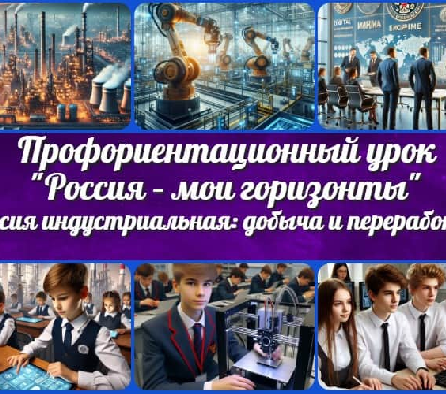 Профориентационный урок
"Россия – мои горизонты"
сия индустриальная: добыча и перерабо